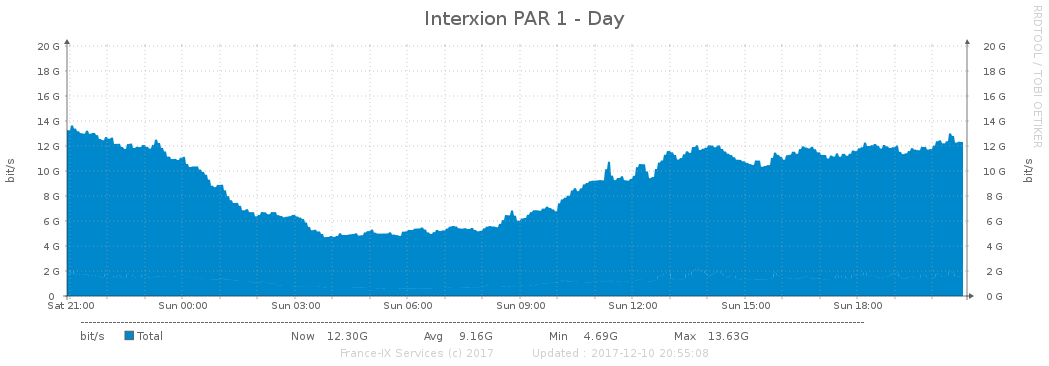 Interxion PAR 1 - Day
RRDTOOL / TOBI OETIKER
bit/s
20 G 20 G
18 G 18 G
16 G 16 G
14 G 14 G
12 G 12 G
10 G 10 G
8 G 8 G
6 G 6 G
4 G 4 G
2 G 2 G
0 0 G
bit/s
Sat 21:00 Sun 00:00 Sun 03:00 Sun 06:00 Sun 09:00 Sun 12:00 Sun 15:00 Sun 18:00
bit/s Total Now 12.30G Avg 9.16G Min 4.69G Max 13.63G
France-IX Services (c) 2017 Updated : 2017-12-10 20:55:08